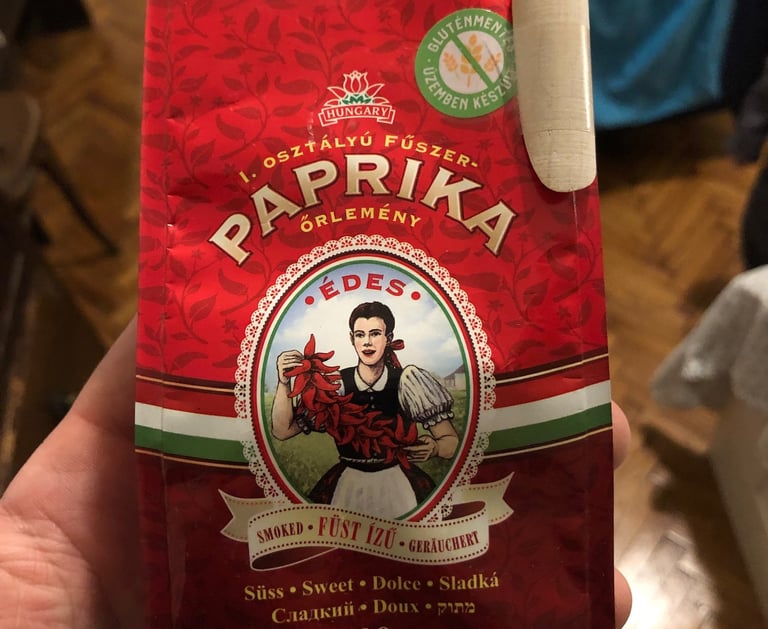 GLUTÉNMENTES
ÜZEMBEN KÉSZÜLT
HUNGARY
I. OSZTÁLYÚ FŰSZER-
PAPRIKA
ŐRLEMÉNY
• ÉDES •
SMOKED • FÜST ÍZŰ • GERÄUCHERT
Süss • Sweet • Dolce • Sladká
Сладкий • Doux • מתוק